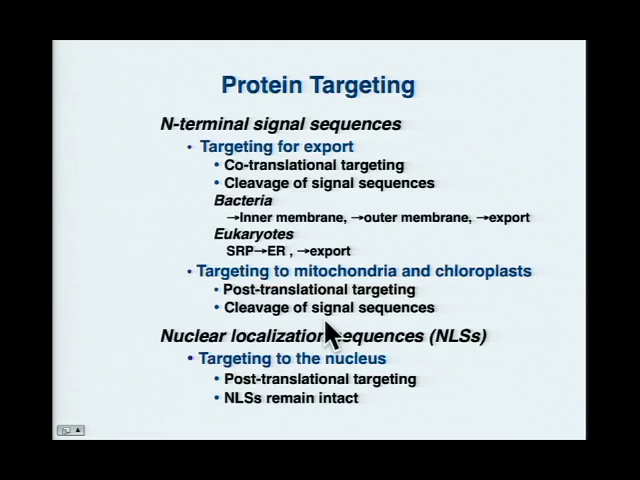 Protein Targeting
N-terminal signal sequences
• Targeting for export
• Co-translational targeting
• Cleavage of signal sequences
Bacteria
→Inner membrane, →outer membrane, →export
Eukaryotes
SRP→ER , →export
• Targeting to mitochondria and chloroplasts
• Post-translational targeting
• Cleavage of signal sequences
Nuclear localization sequences (NLSs)
• Targeting to the nucleus
• Post-translational targeting
• NLSs remain intact